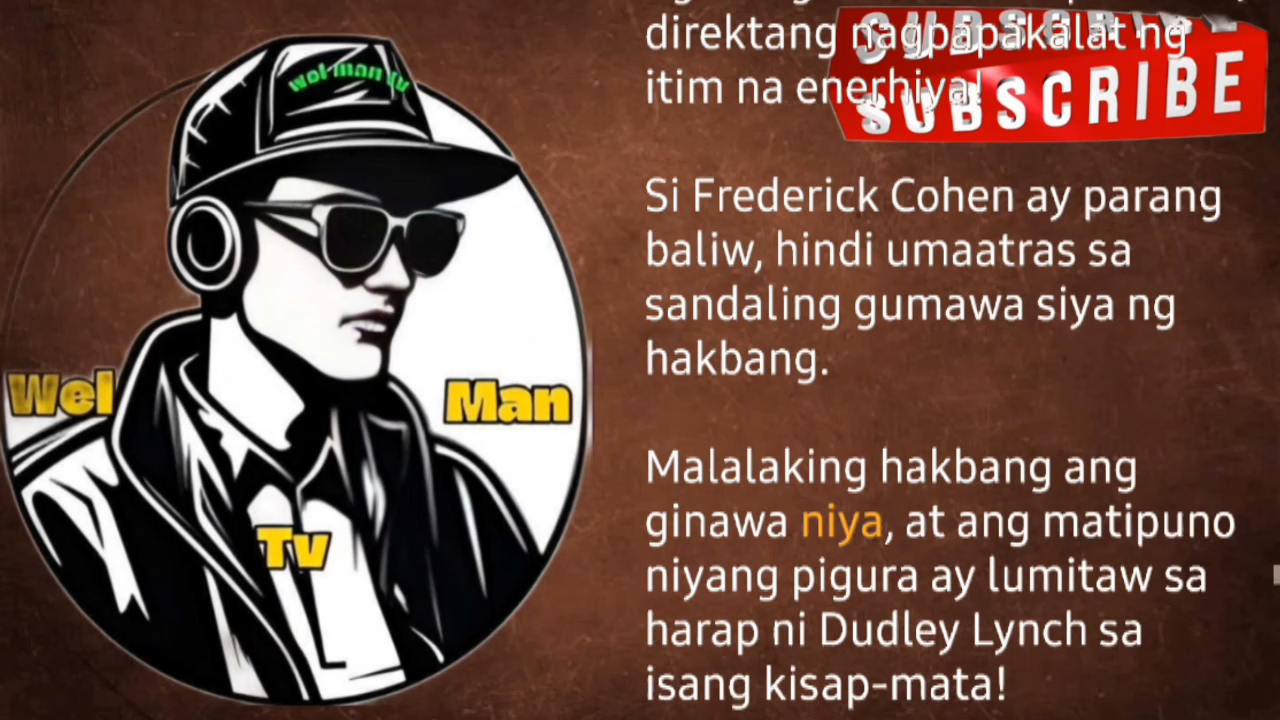 wel man tv
Wel
Man
Tv
SUBSCRIBE
SUBSCRIBE
direktang nagpapakalat ng
itim na enerhiya!
Si Frederick Cohen ay parang
baliw, hindi umaatras sa
sandaling gumawa siya ng
hakbang.
Malalaking hakbang ang
ginawa niya, at ang matipuno
niyang pigura ay lumitaw sa
harap ni Dudley Lynch sa
isang kisap-mata!